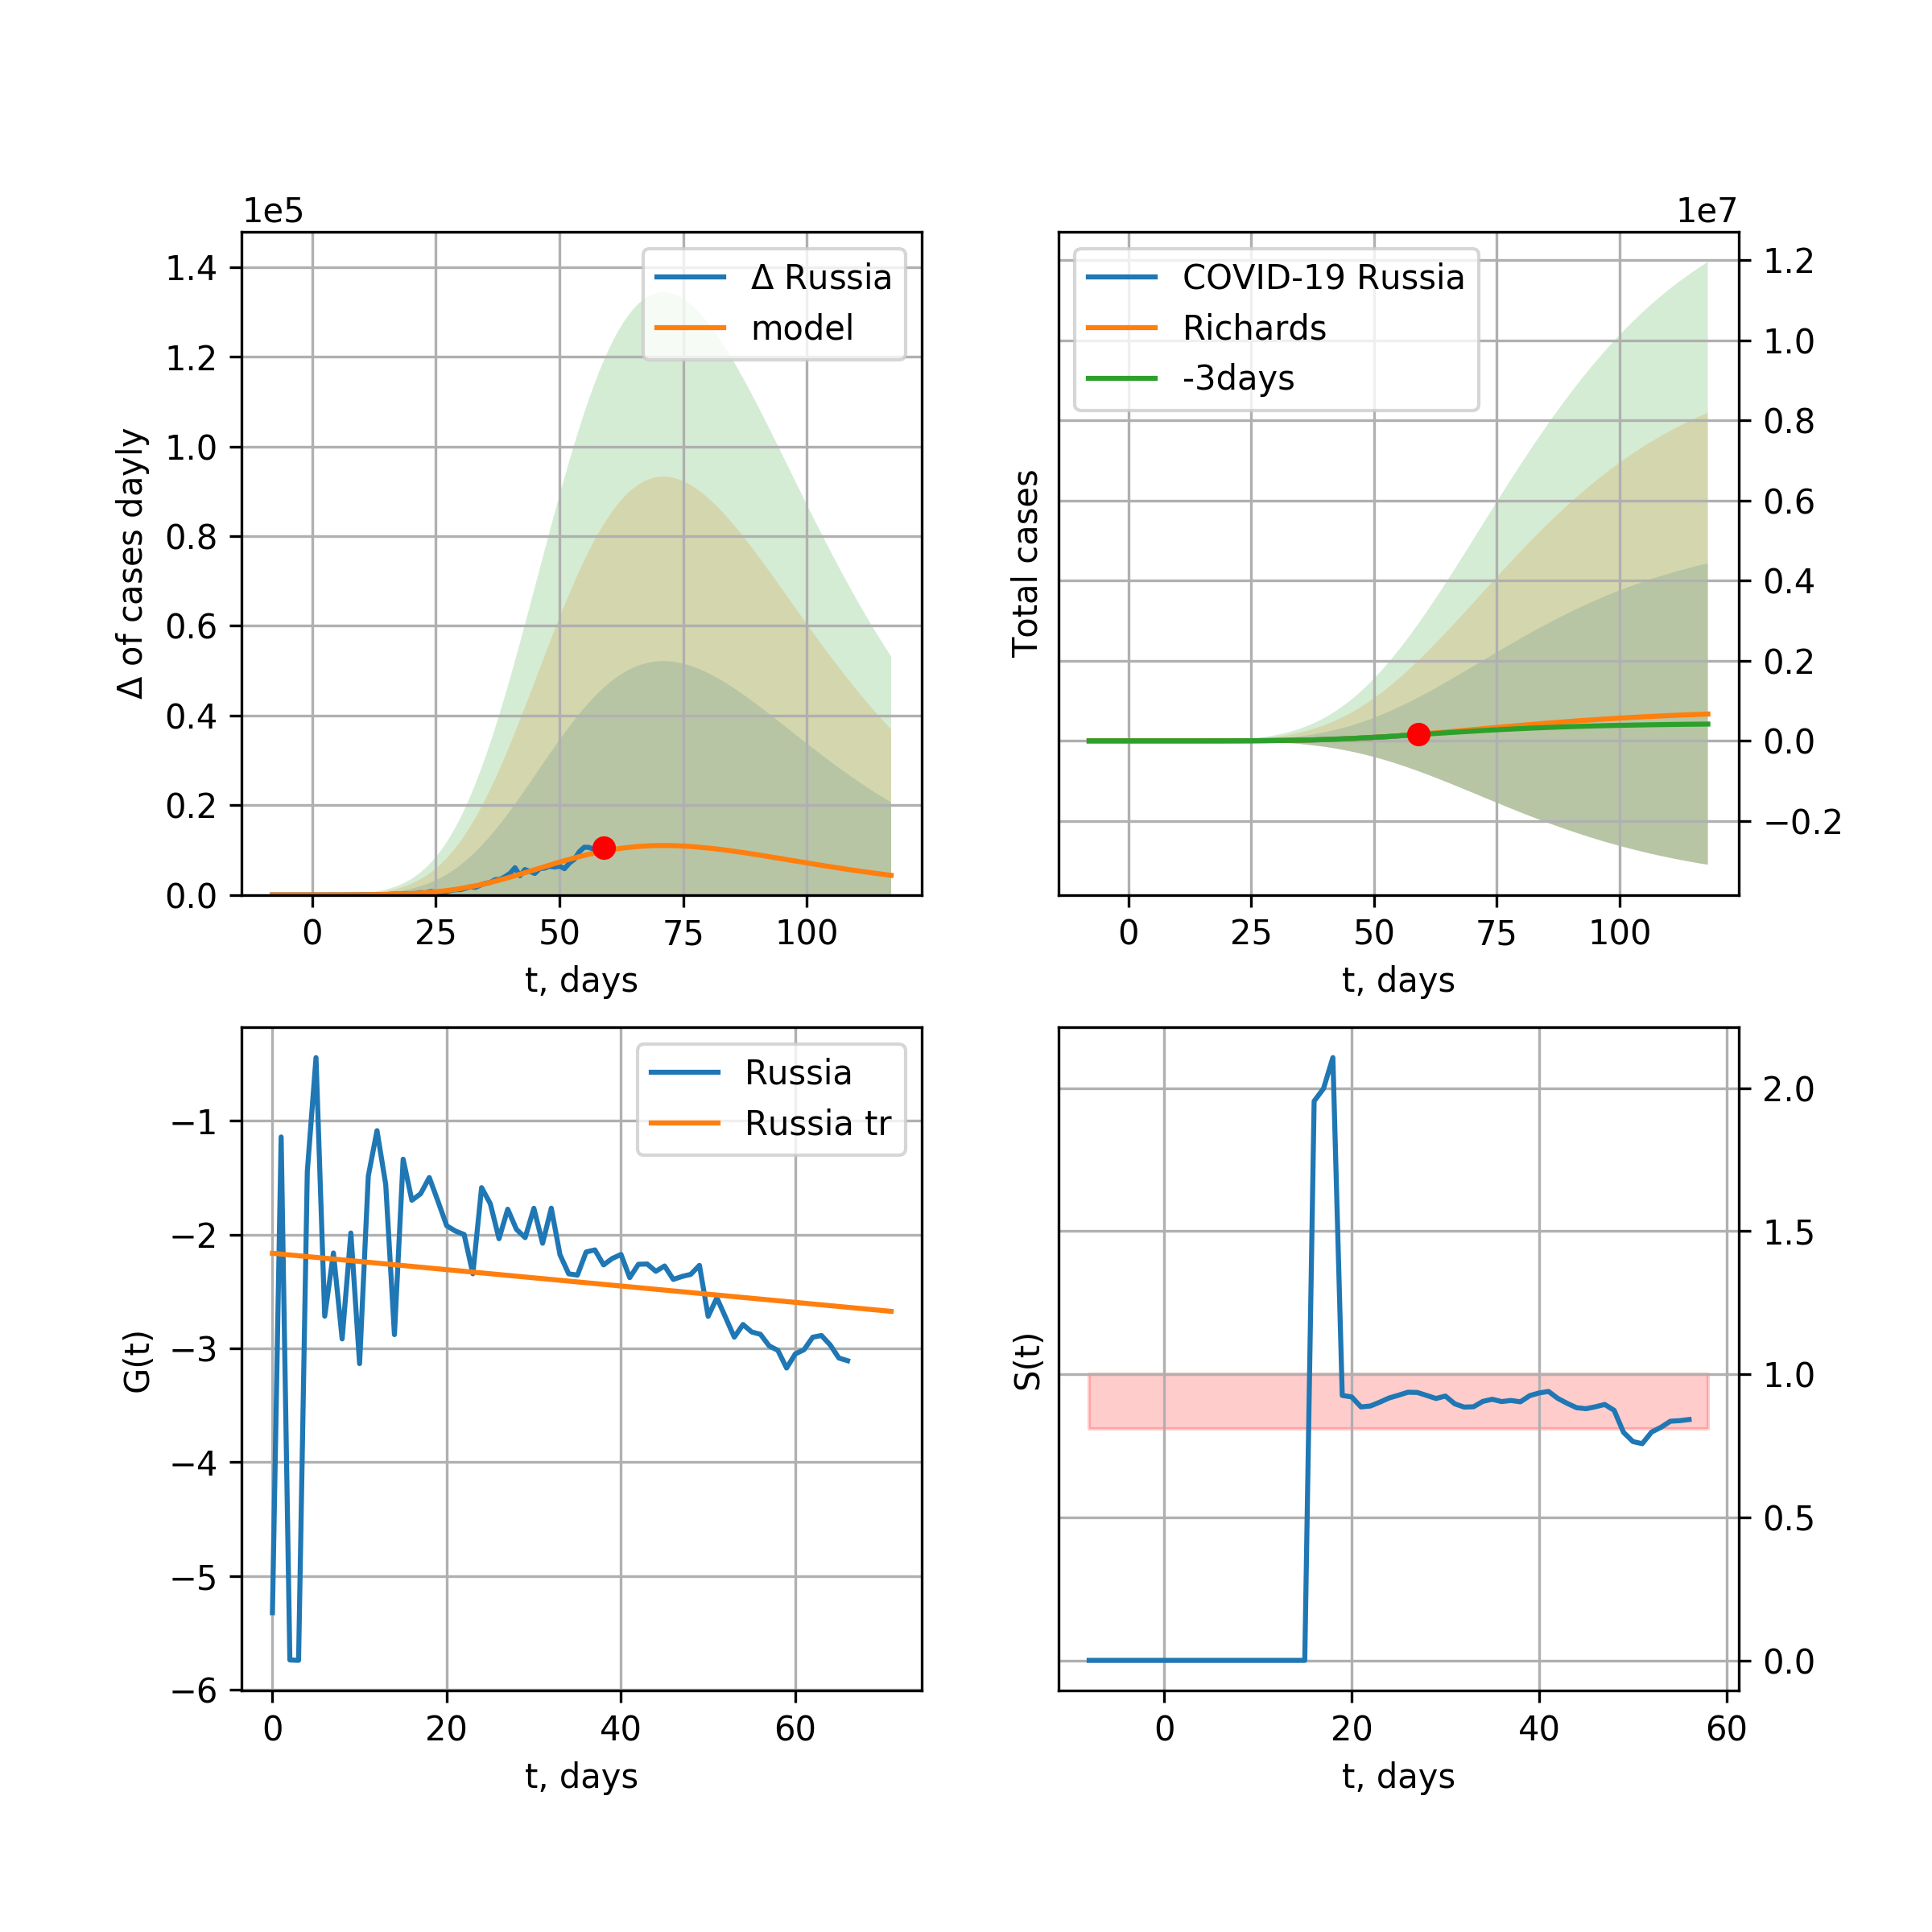 1e5
1.4
1.2
1.0
0.8
0.6
0.4
0.2
0.0
Δ of cases dayly
Δ Russia
model
0 25 50 75 100
t, days
1e7
1.2
1.0
0.8
0.6
0.4
0.2
0.0
−0.2
Total cases
COVID-19 Russia
Richards
-3days
0 25 50 75 100
t, days
−1
−2
−3
−4
−5
−6
G(t)
Russia
Russia tr
0 20 40 60
t, days
2.0
1.5
1.0
0.5
0.0
S(t)
0 20 40 60
t, days